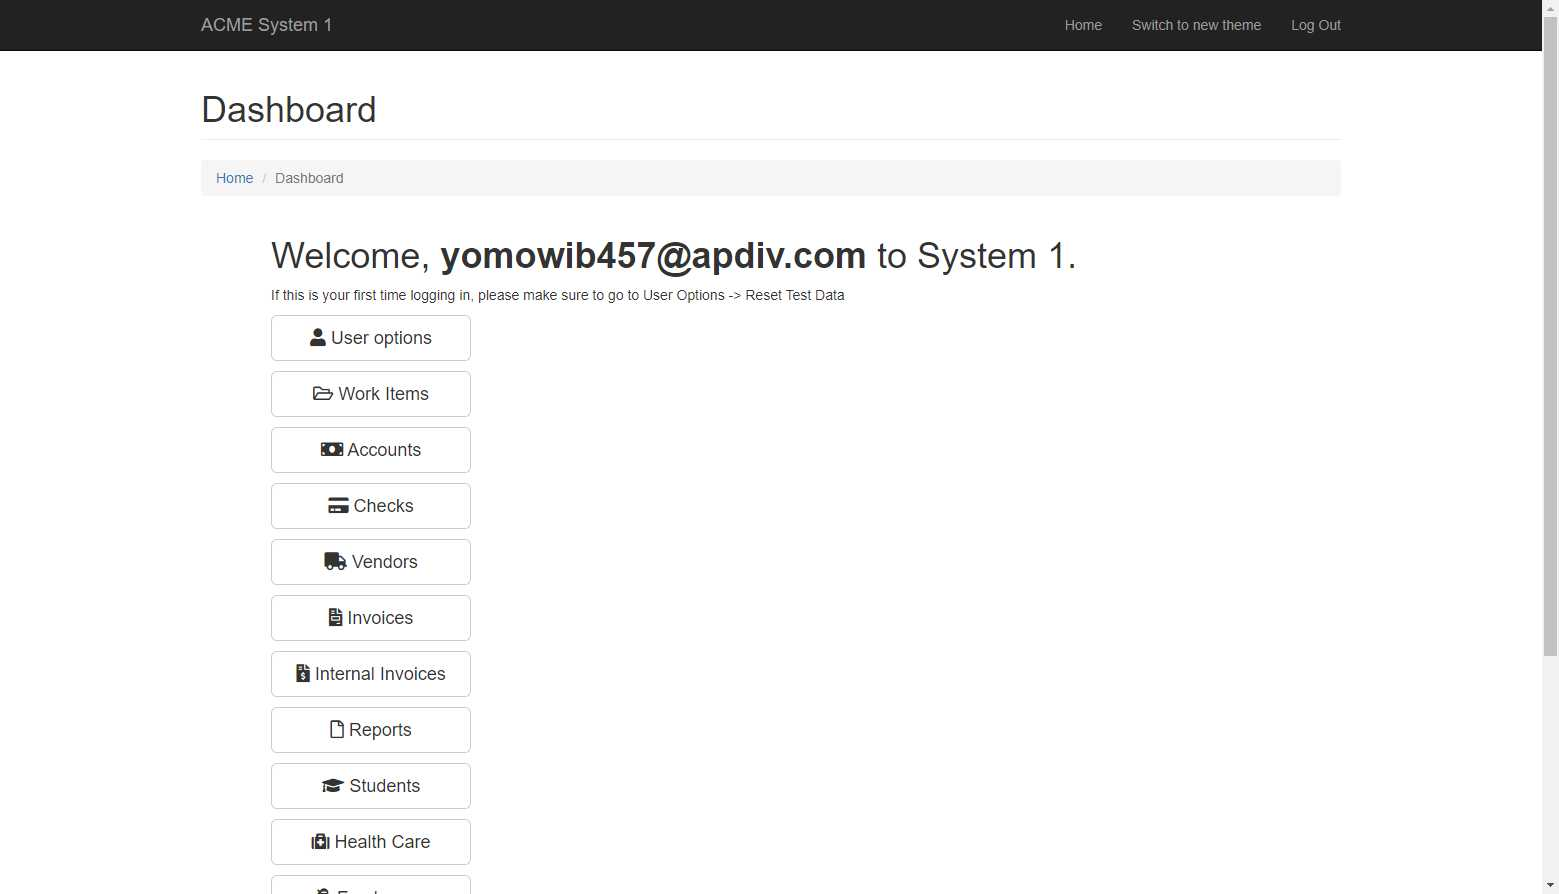 ACME System 1
Home
Switch to new theme
Log Out
Dashboard
Home / Dashboard
Welcome, yomowib457@apdiv.com to System 1.
If this is your first time logging in, please make sure to go to User Options -> Reset Test Data
User options
Work Items
Accounts
Checks
Vendors
Invoices
Internal Invoices
Reports
Students
Health Care